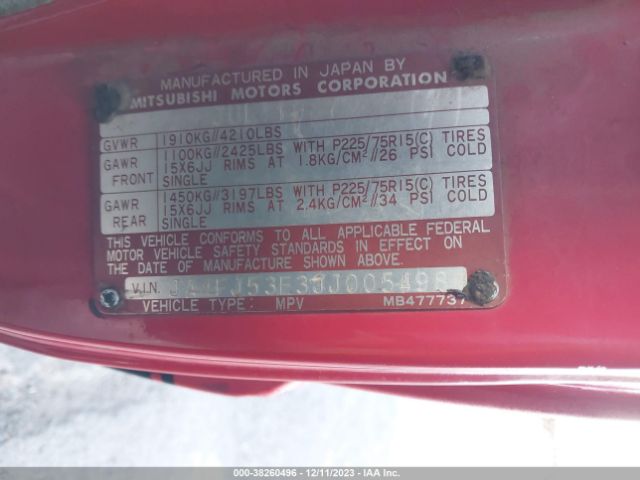 MANUFACTURED IN JAPAN BY
MITSUBISHI MOTORS CORPORATION
GVWR 1910KG//4210LBS
GAWR FRONT 1100KG//2425LBS WITH P225/75R15(C) TIRES
15X6JJ RIMS AT 1.8KG/CM²//26 PSI COLD
SINGLE
GAWR REAR 1450KG//3197LBS WITH P225/75R15(C) TIRES
15X6JJ RIMS AT 2.4KG/CM²//34 PSI COLD
SINGLE
THIS VEHICLE CONFORMS TO ALL APPLICABLE FEDERAL
MOTOR VEHICLE SAFETY STANDARDS IN EFFECT ON
THE DATE OF MANUFACTURE SHOWN ABOVE.
V.I.N.
VEHICLE TYPE: MPV MB477737
000-38260496 - 12/11/2023 - IAA Inc.